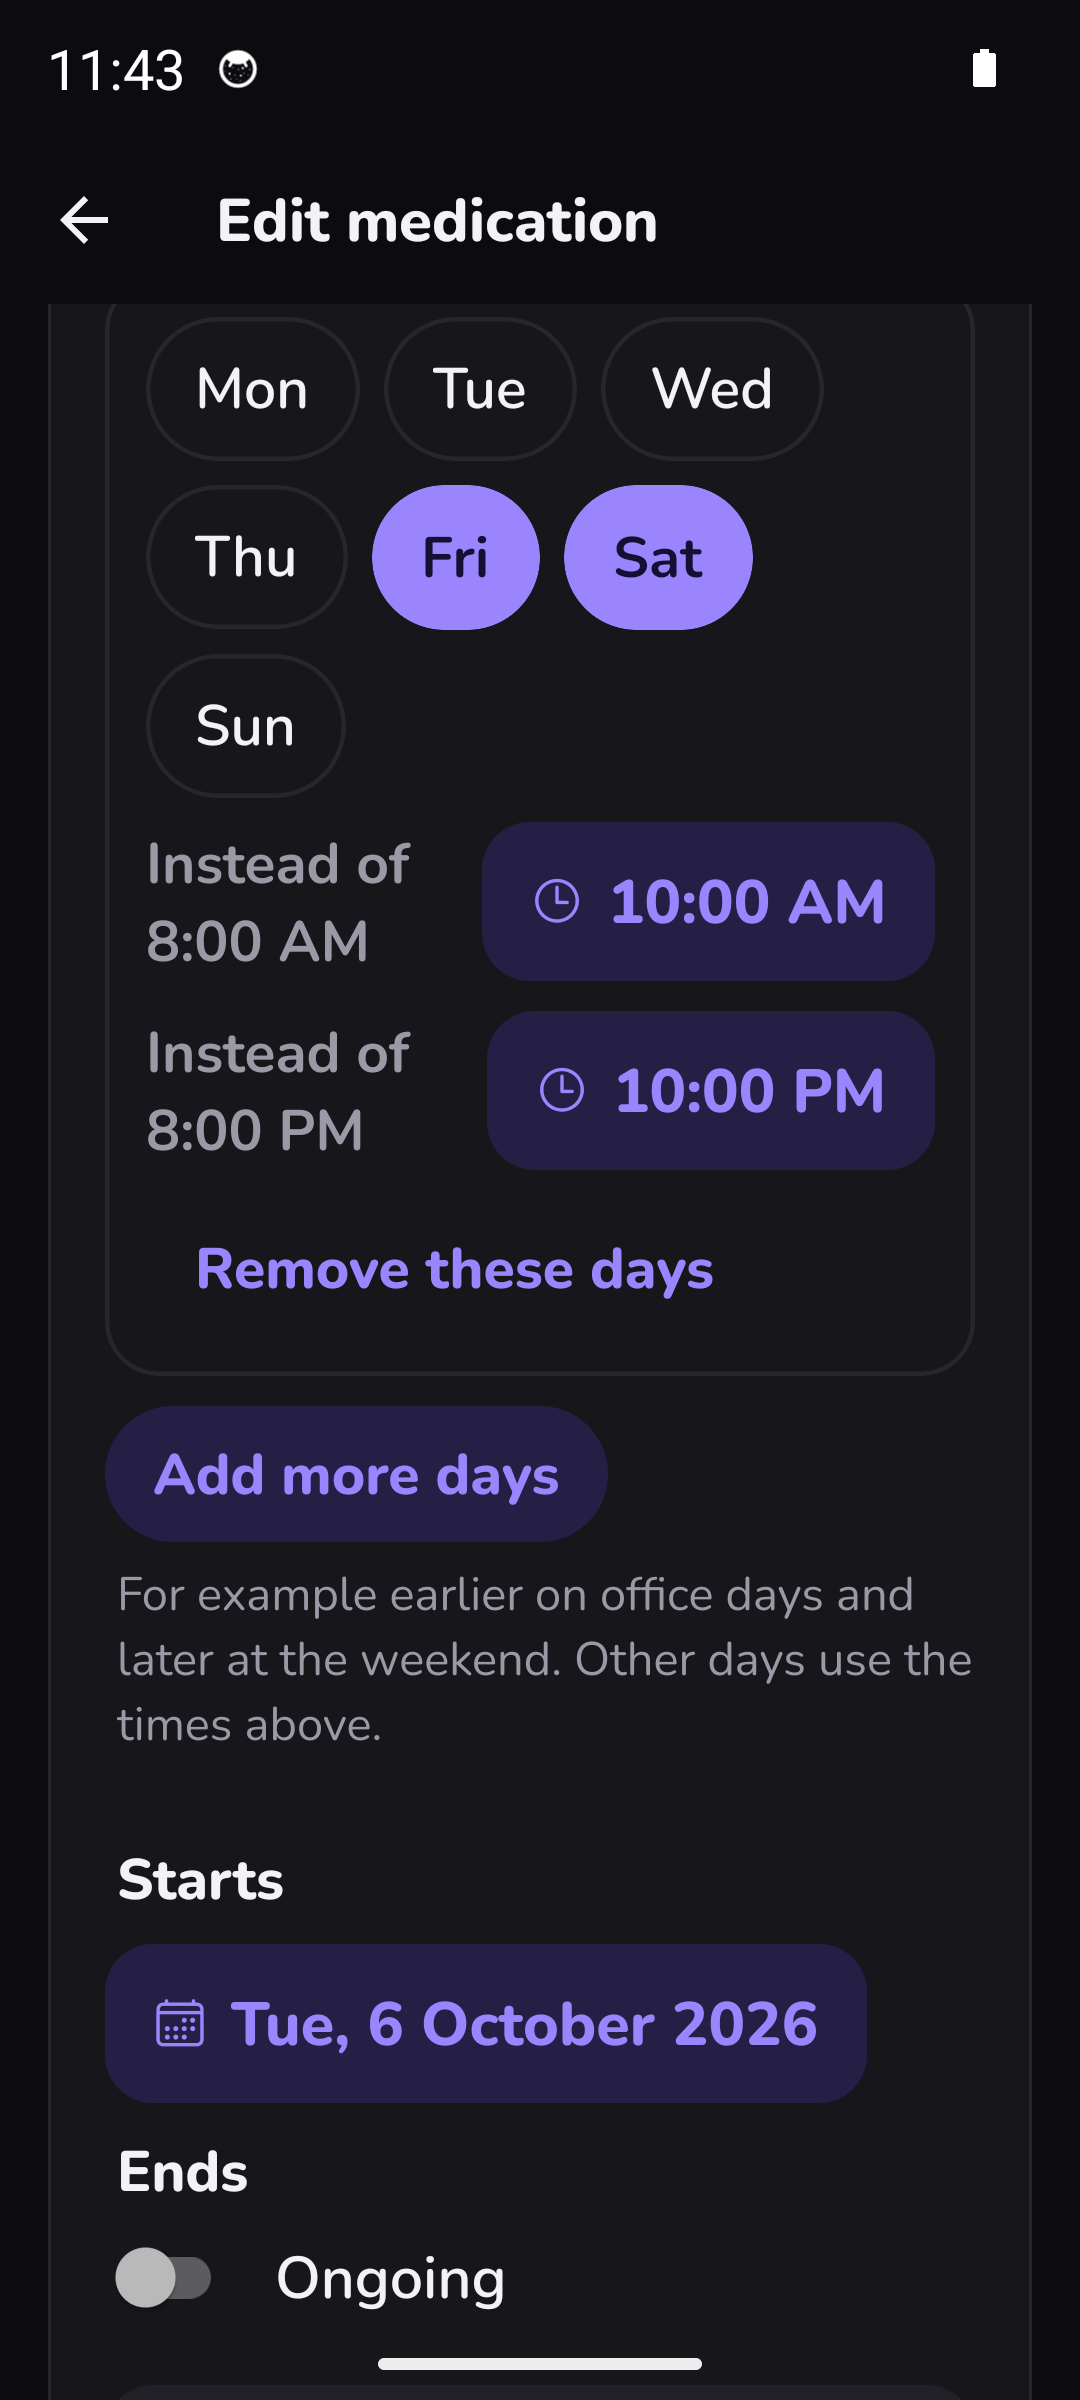 11:43
Edit medication
Mon Tue Wed
Thu Fri Sat
Sun
Instead of
8:00 AM
10:00 AM
Instead of
8:00 PM
10:00 PM
Remove these days
Add more days
For example earlier on office days and
later at the weekend. Other days use the
times above.
Starts
Tue, 6 October 2026
Ends
Ongoing